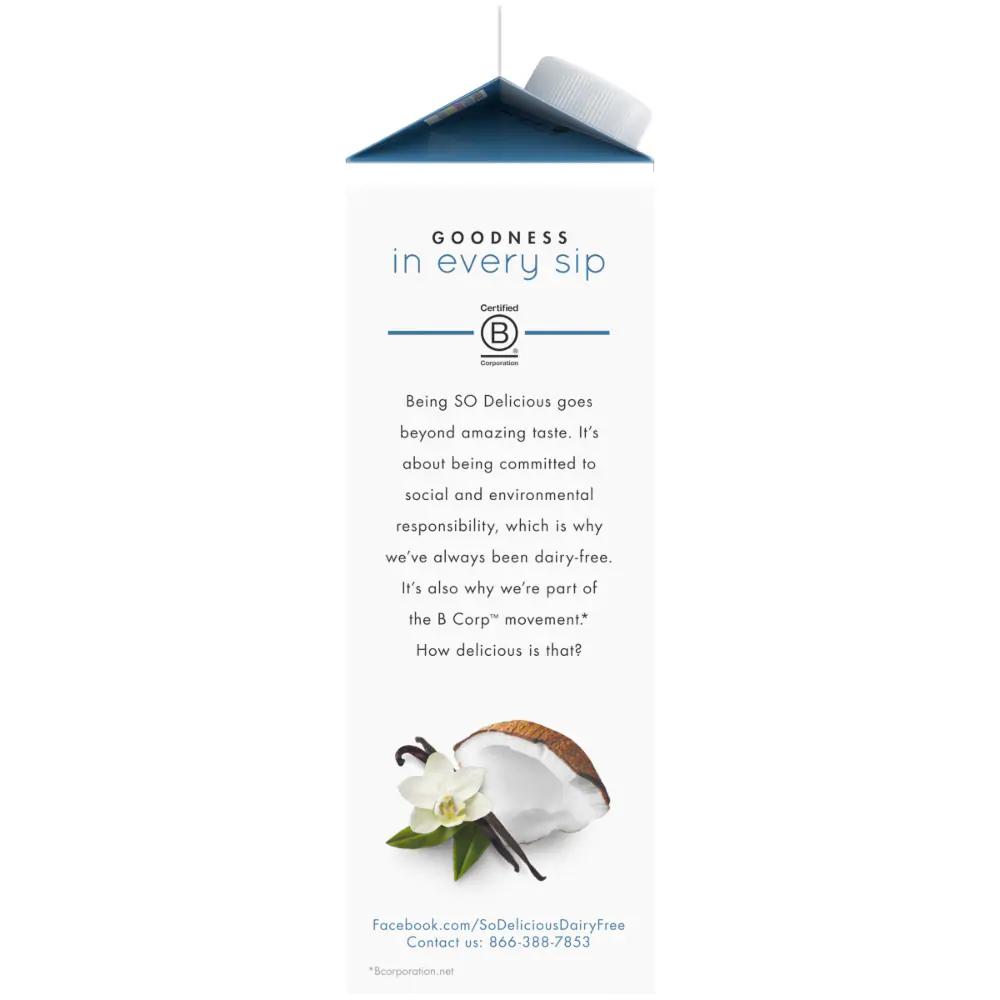 GOODNESS
in every sip
Certified
B
®
Corporation
Being SO Delicious goes
beyond amazing taste. It's
about being committed to
social and environmental
responsibility, which is why
we've always been dairy-free.
It's also why we're part of
the B Corp™ movement.*
How delicious is that?
Facebook.com/SoDeliciousDairyFree
Contact us: 866-388-7853
*Bcorporation.net